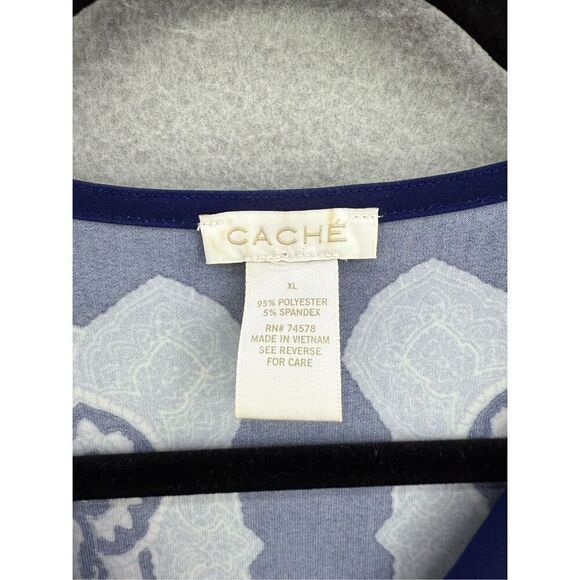 CACHÉ
XL
95% POLYESTER
5% SPANDEX
RN# 74578
MADE IN VIETNAM
SEE REVERSE
FOR CARE